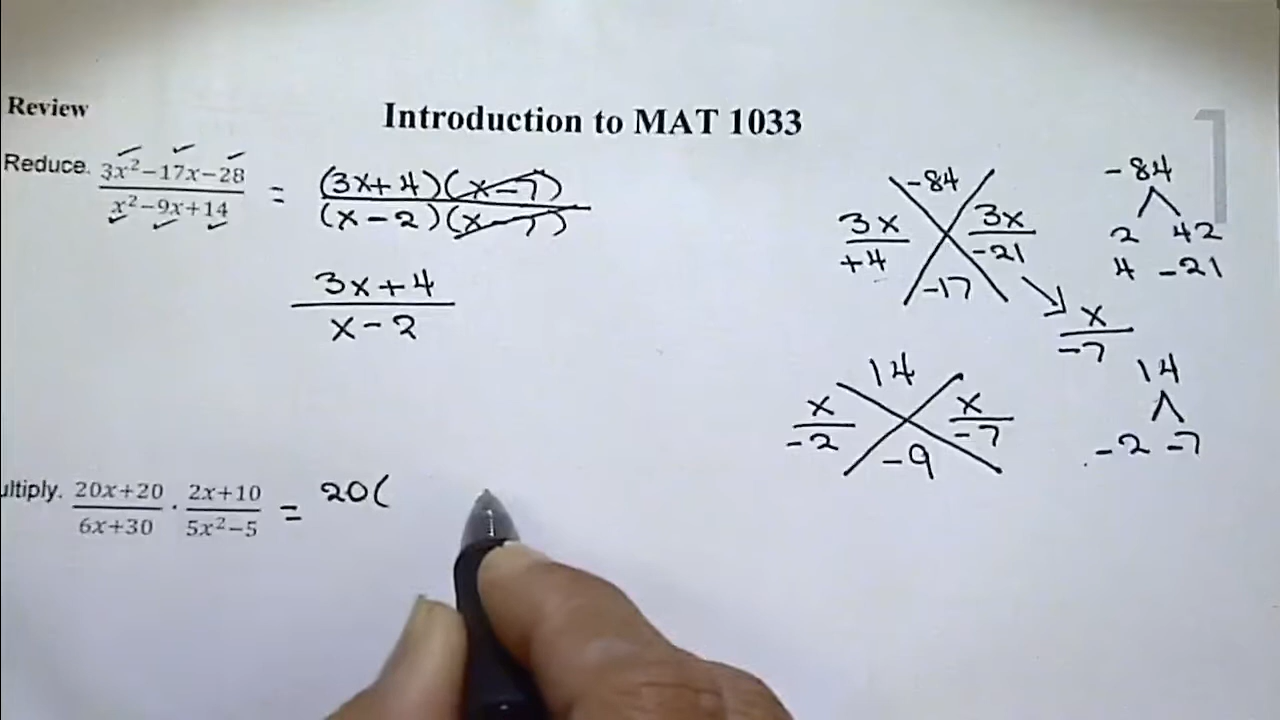 Review
Introduction to MAT 1033
Reduce. 3x²−17x−28 / x²−9x+14 = (3x+4)(x−7) / (x−2)(x−7)
3x+4 / x−2
−84
3x / +4
3x / −21
−17
x / −7
−84
2 42
4 −21
14
x / −2
x / −7
−9
14
−2 −7
ultiply. 20x+20 / 6x+30 · 2x+10 / 5x²−5 = 20(